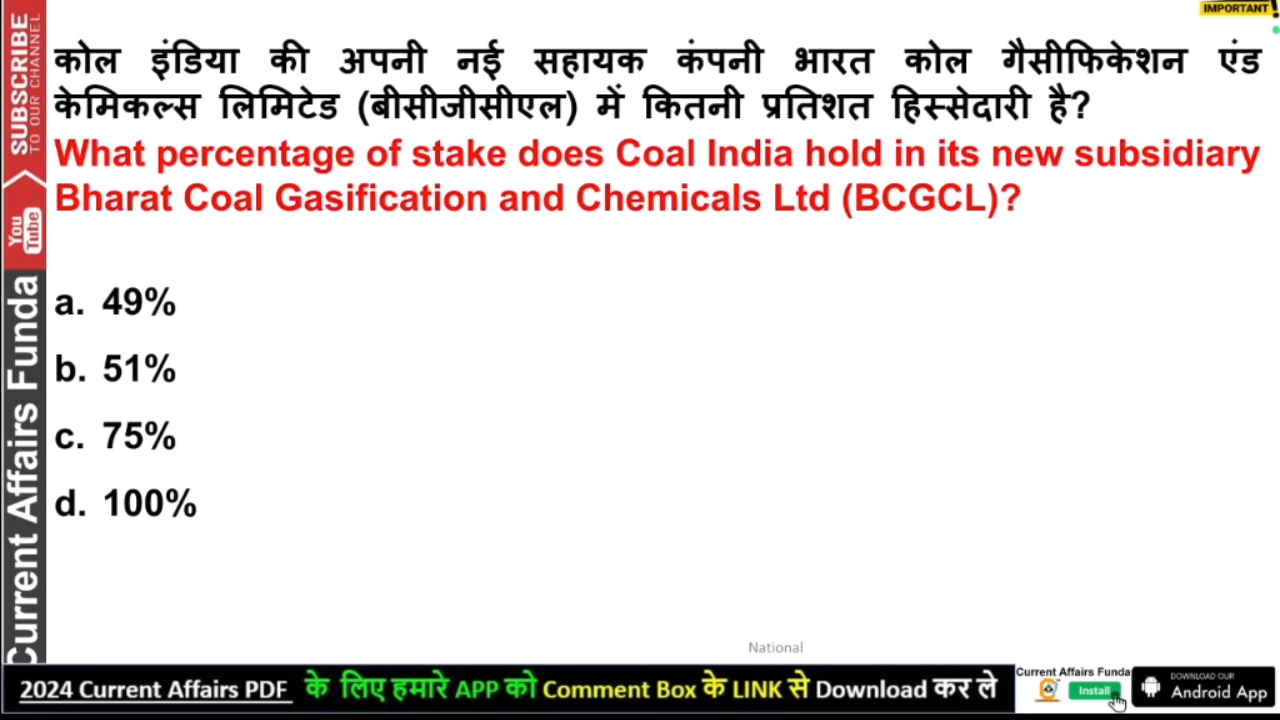 IMPORTANT !
कोल इंडिया की अपनी नई सहायक कंपनी भारत कोल गैसीफिकेशन एंड
केमिकल्स लिमिटेड (बीसीजीसीएल) में कितनी प्रतिशत हिस्सेदारी है?
What percentage of stake does Coal India hold in its new subsidiary
Bharat Coal Gasification and Chemicals Ltd (BCGCL)?
a. 49%
b. 51%
c. 75%
d. 100%
SUBSCRIBE
TO OUR CHANNEL
You
Tube
Current Affairs Funda
National
2024 Current Affairs PDF के लिए हमारे APP को Comment Box के LINK से Download कर ले
Current Affairs Funda
Install
DOWNLOAD OUR
Android App